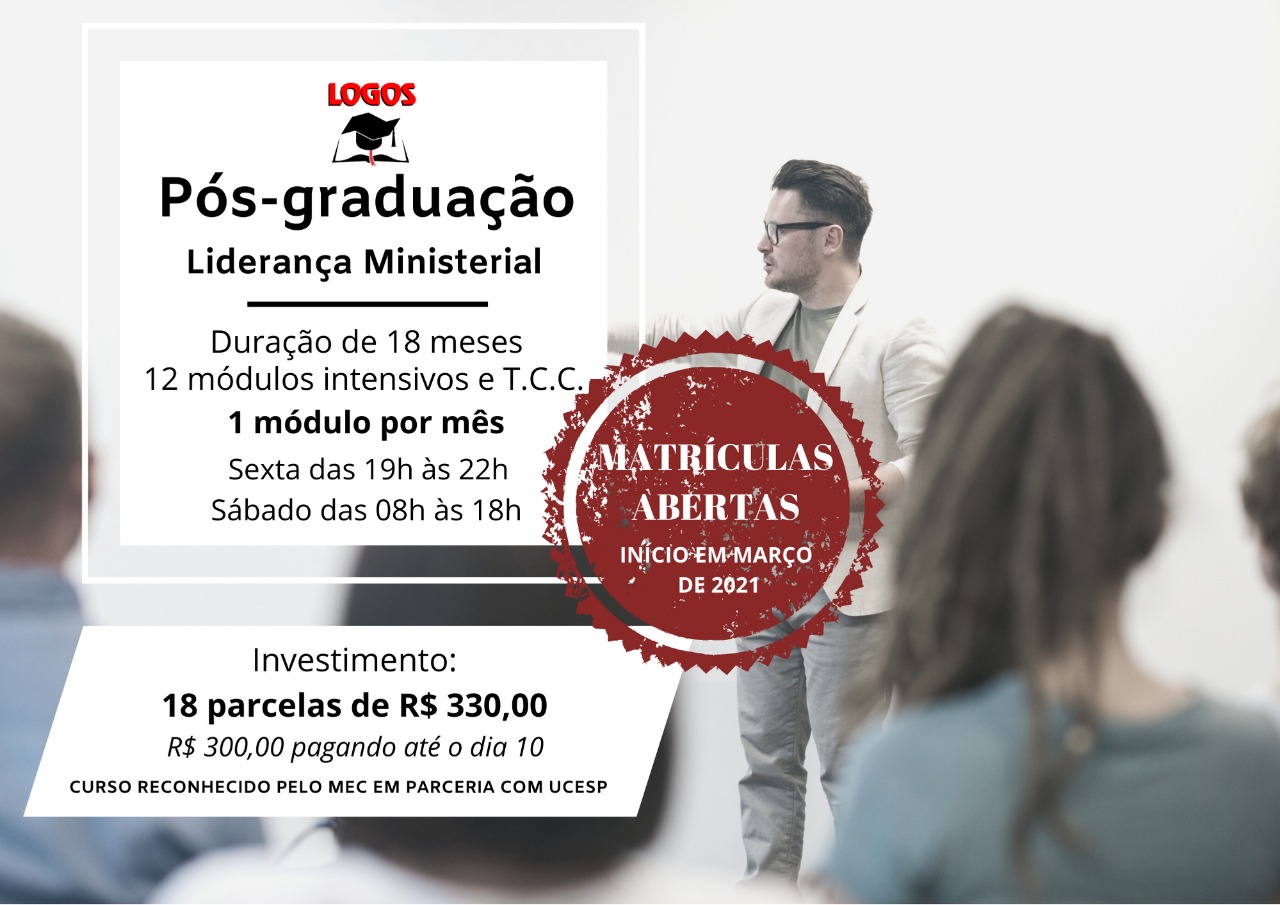 LOGOS
Pós-graduação
Liderança Ministerial
Duração de 18 meses
12 módulos intensivos e T.C.C.
1 módulo por mês
Sexta das 19h às 22h
Sábado das 08h às 18h
MATRÍCULAS
ABERTAS
INÍCIO EM MARÇO
DE 2021
Investimento:
18 parcelas de R$ 330,00
R$ 300,00 pagando até o dia 10
CURSO RECONHECIDO PELO MEC EM PARCERIA COM UCESP